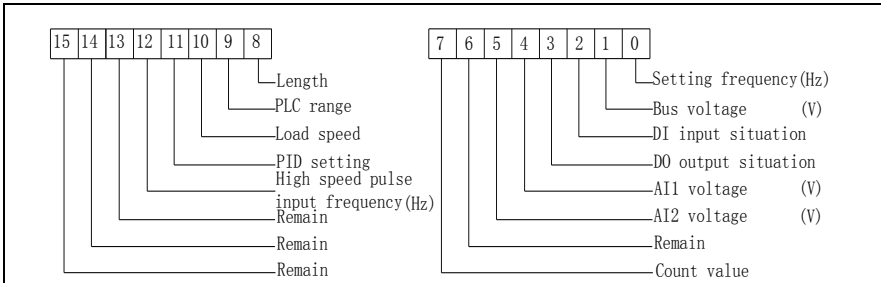 15 14 13 12 11 10 9 8
Length
PLC range
Load speed
PID setting
High speed pulse
input frequency(Hz)
Remain
Remain
Remain
7 6 5 4 3 2 1 0
Setting frequency(Hz)
Bus voltage (V)
DI input situation
DO output situation
AI1 voltage (V)
AI2 voltage (V)
Remain
Count value